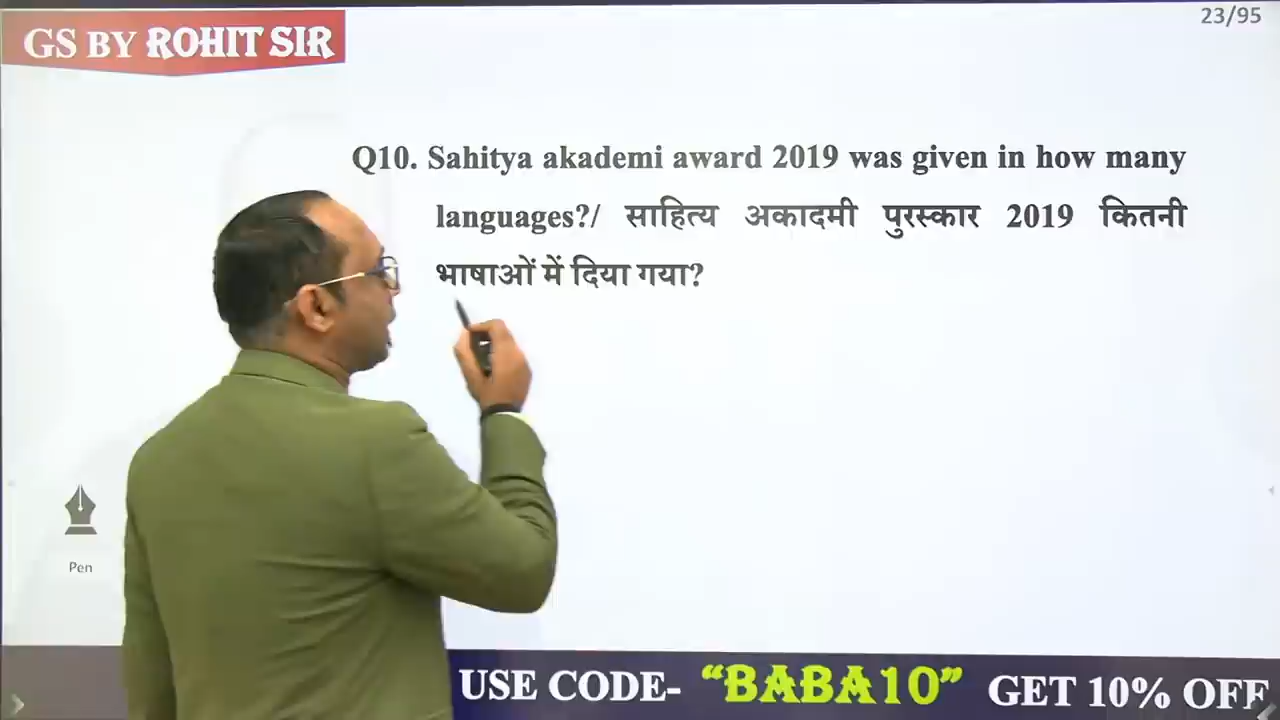 23/95
GS BY ROHIT SIR
Q10. Sahitya akademi award 2019 was given in how many
languages?/ साहित्य अकादमी पुरस्कार 2019 कितनी
भाषाओं में दिया गया?
Pen
USE CODE- “BABA10” GET 10% OFF